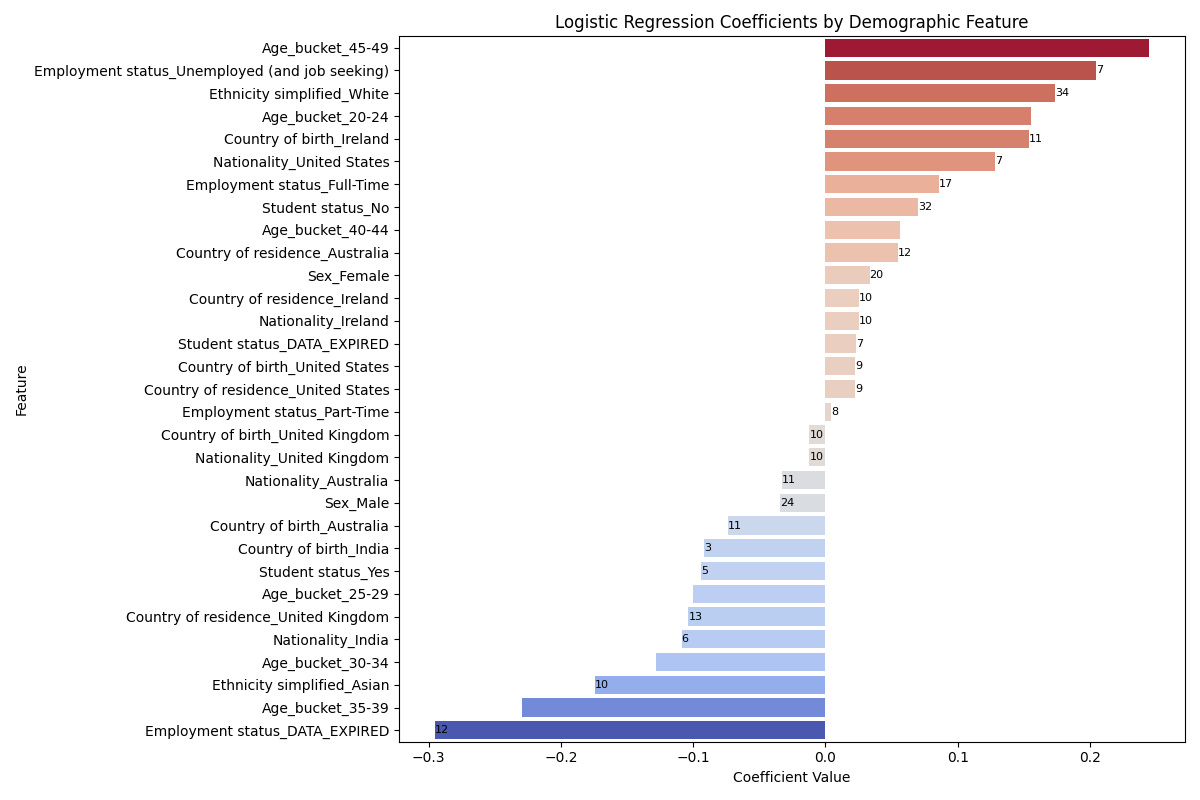 Logistic Regression Coefficients by Demographic Feature
Age_bucket_45-49
Employment status_Unemployed (and job seeking) 7
Ethnicity simplified_White 34
Age_bucket_20-24
Country of birth_Ireland 11
Nationality_United States 7
Employment status_Full-Time 17
Student status_No 32
Age_bucket_40-44
Country of residence_Australia 12
Sex_Female 20
Country of residence_Ireland 10
Nationality_Ireland 10
Student status_DATA_EXPIRED 7
Country of birth_United States 9
Country of residence_United States 9
Employment status_Part-Time 8
Country of birth_United Kingdom 10
Nationality_United Kingdom 10
Nationality_Australia 11
Sex_Male 24
Country of birth_Australia 11
Country of birth_India 3
Student status_Yes 5
Age_bucket_25-29
Country of residence_United Kingdom 13
Nationality_India 6
Age_bucket_30-34
Ethnicity simplified_Asian 10
Age_bucket_35-39
Employment status_DATA_EXPIRED 12
Feature
−0.3 −0.2 −0.1 0.0 0.1 0.2
Coefficient Value